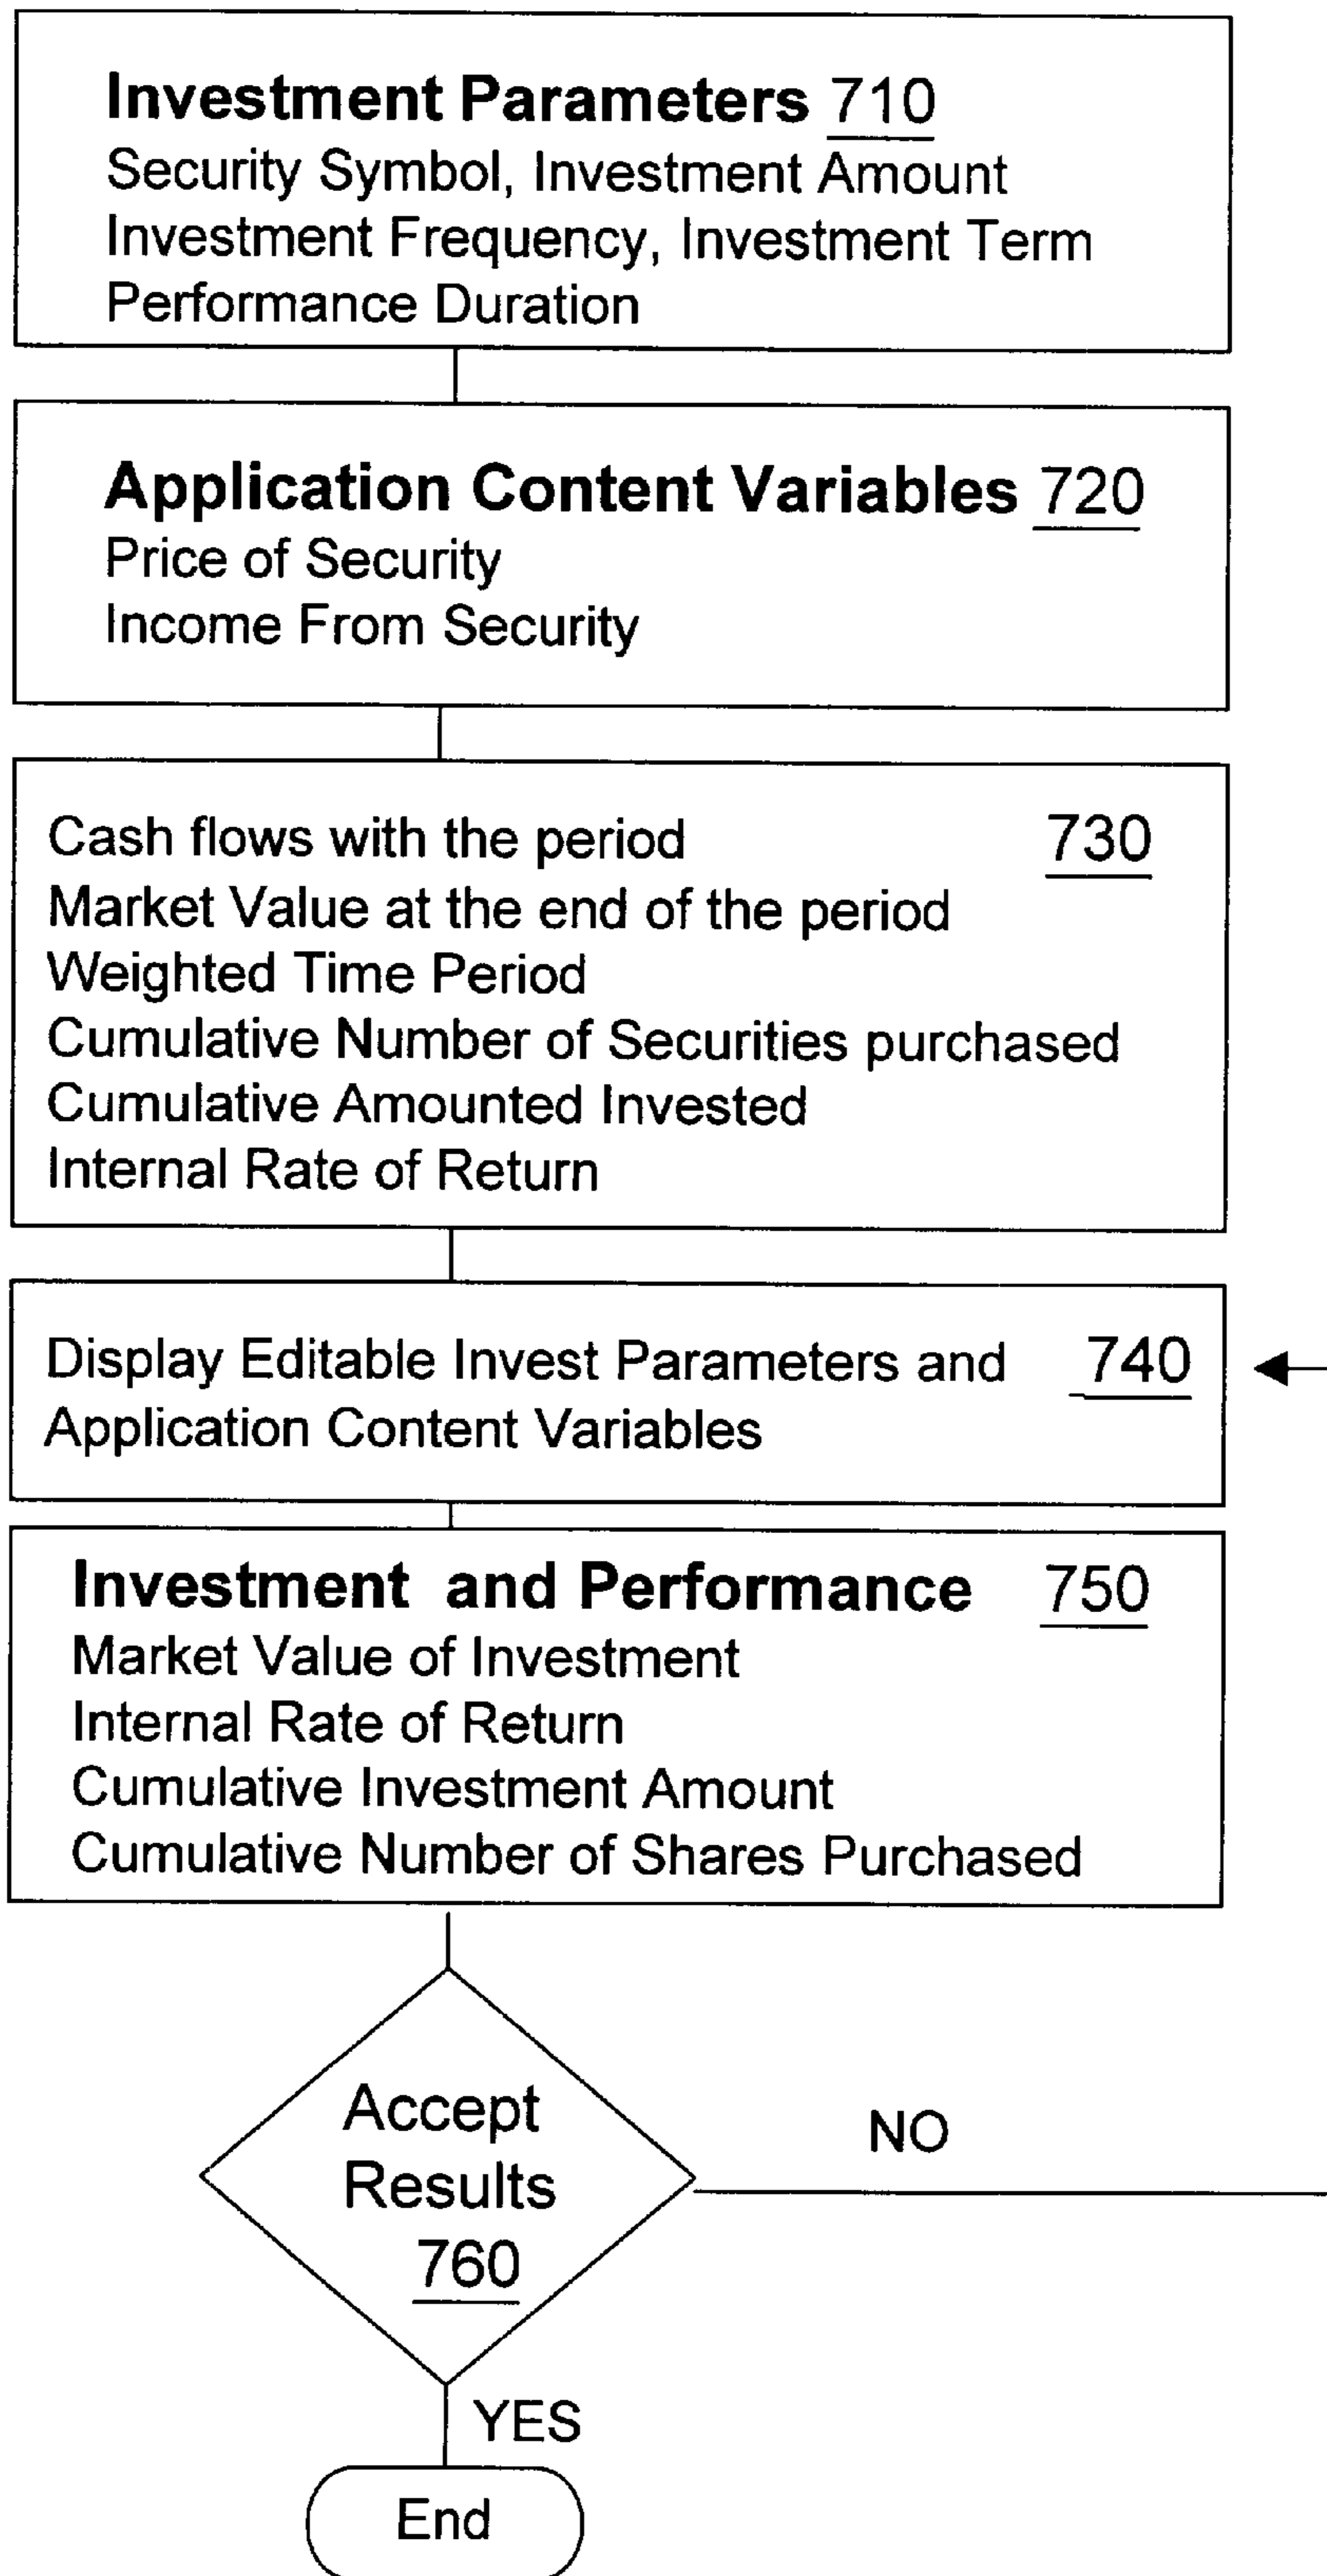 Investment Parameters 710
Security Symbol, Investment Amount
Investment Frequency, Investment Term
Performance Duration
Application Content Variables 720
Price of Security
Income From Security
Cash flows with the period 730
Market Value at the end of the period
Weighted Time Period
Cumulative Number of Securities purchased
Cumulative Amounted Invested
Internal Rate of Return
Display Editable Invest Parameters and 740
Application Content Variables
Investment and Performance 750
Market Value of Investment
Internal Rate of Return
Cumulative Investment Amount
Cumulative Number of Shares Purchased
Accept
Results
760
NO
YES
End